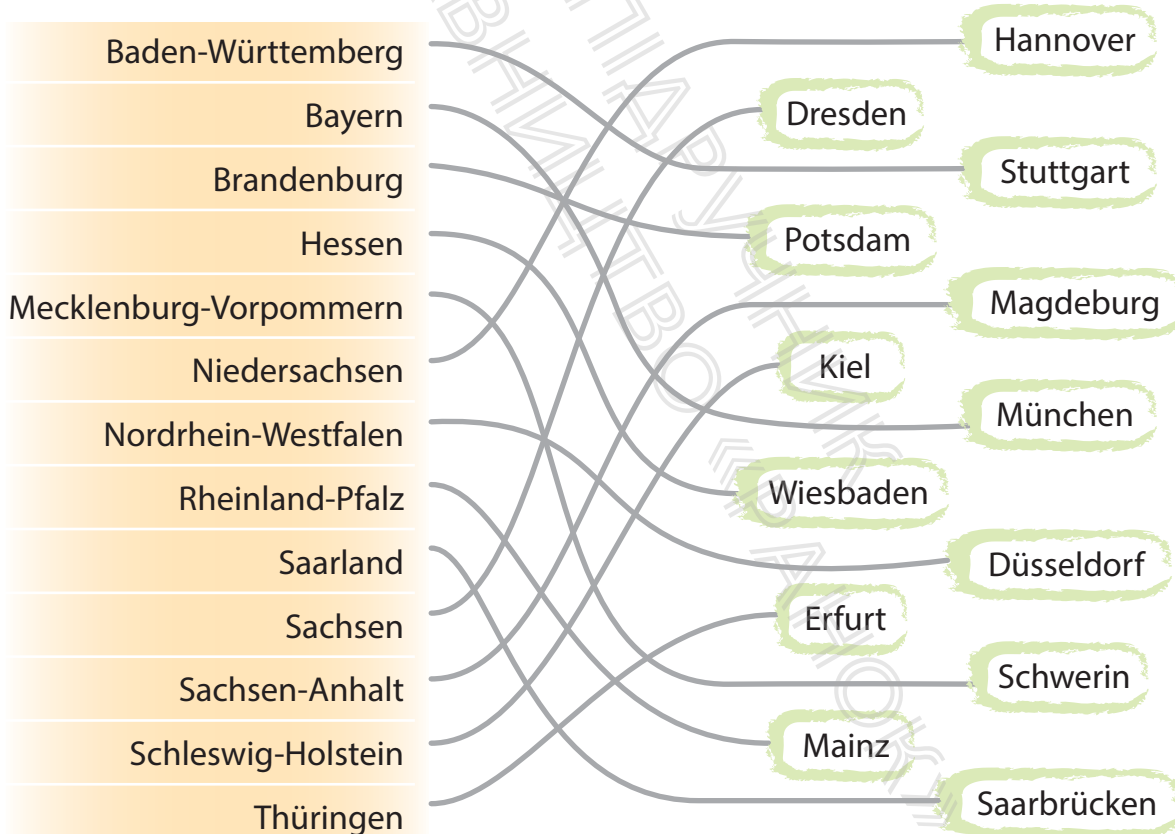 Baden-Württemberg
Bayern
Brandenburg
Hessen
Mecklenburg-Vorpommern
Niedersachsen
Nordrhein-Westfalen
Rheinland-Pfalz
Saarland
Sachsen
Sachsen-Anhalt
Schleswig-Holstein
Thüringen
Hannover
Dresden
Stuttgart
Potsdam
Magdeburg
Kiel
München
Wiesbaden
Düsseldorf
Erfurt
Schwerin
Mainz
Saarbrücken